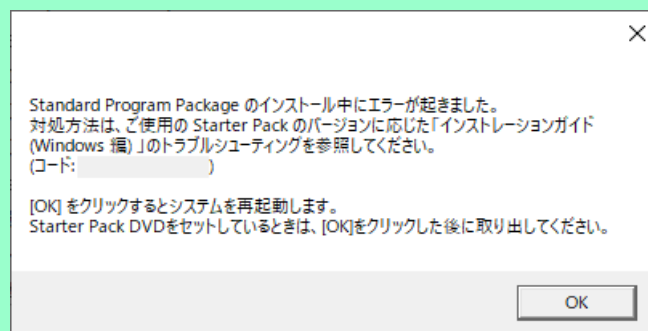 Standard Program Package のインストール中にエラーが起きました。
対処方法は、ご使用の Starter Pack のバージョンに応じた「インストレーションガイド
(Windows 編) 」のトラブルシューティングを参照してください。
(コード: )
[OK] をクリックするとシステムを再起動します。
Starter Pack DVDをセットしているときは、[OK]をクリックした後に取り出してください。
OK